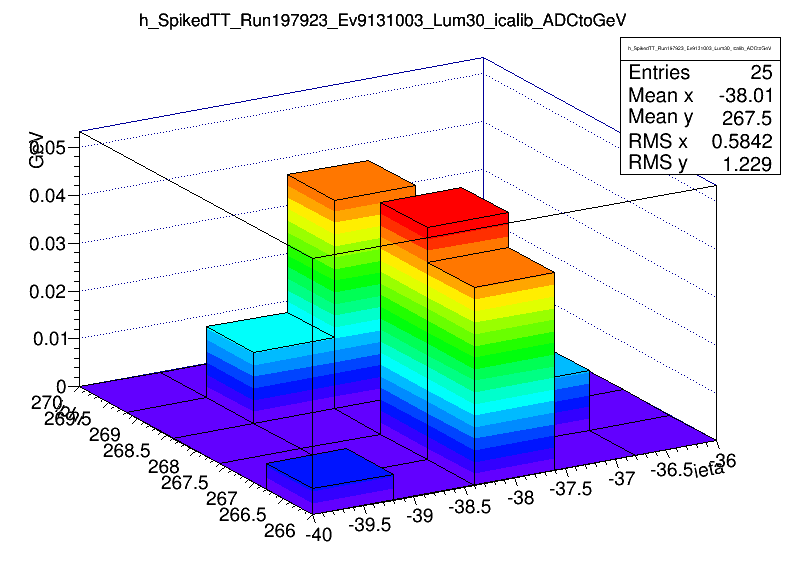 h_SpikedTT_Run197923_Ev9131003_Lum30_icalib_ADCtoGeV
h_SpikedTT_Run197923_Ev9131003_Lum30_icalib_ADCtoGeV
Entries 25
Mean x -38.01
Mean y 267.5
RMS x 0.5842
RMS y 1.229
GeV
0.05
0.04
0.03
0.02
0.01
0
270
269.5
269
268.5
268
267.5
267
266.5
266
-40
-39.5
-39
-38.5
-38
-37.5
-37
-36.5
-36
ieta